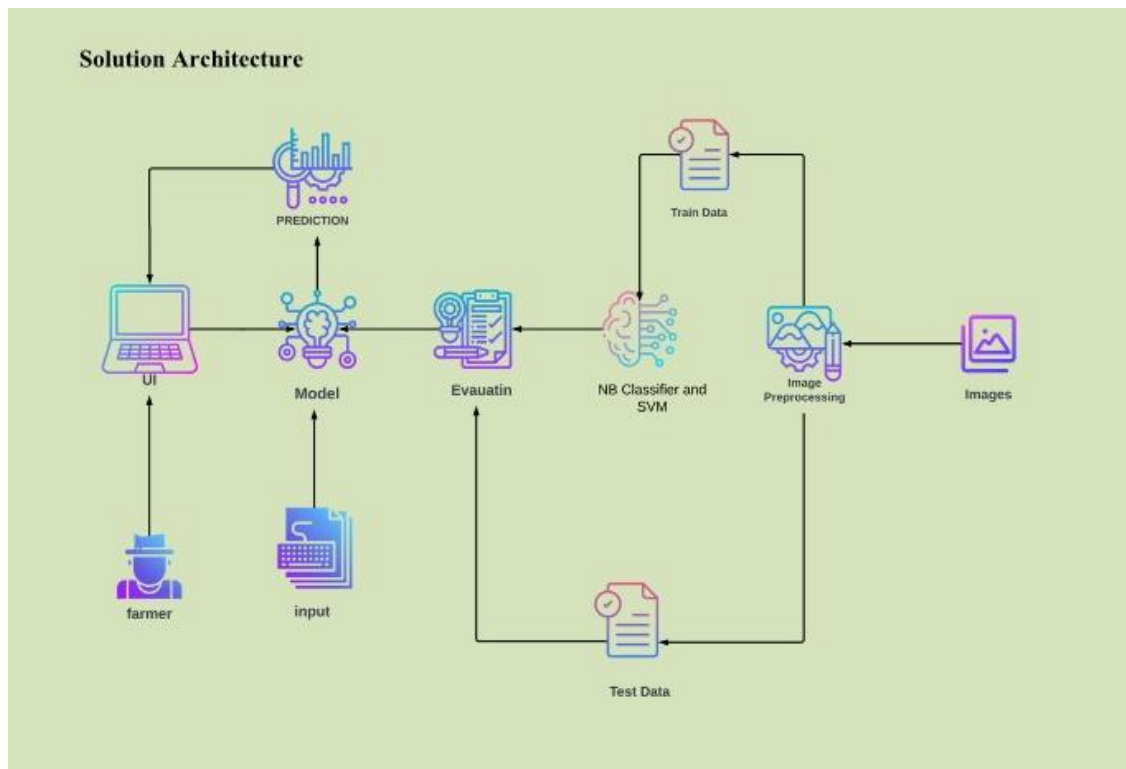 Solution Architecture
PREDICTION
Train Data
UI
Model
Evauatin
NB Classifier and
SVM
Image
Preprocessing
Images
farmer
input
Test Data